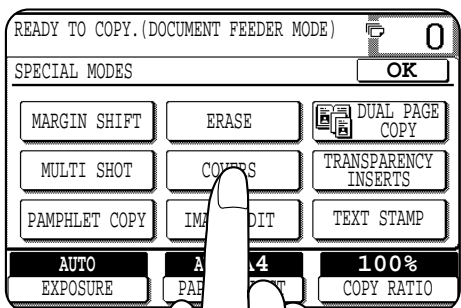 READY TO COPY.(DOCUMENT FEEDER MODE) 0
SPECIAL MODES OK
MARGIN SHIFT ERASE DUAL PAGE
COPY
MULTI SHOT COVERS TRANSPARENCY
INSERTS
PAMPHLET COPY TEXT STAMP
AUTO 100%
EXPOSURE COPY RATIO